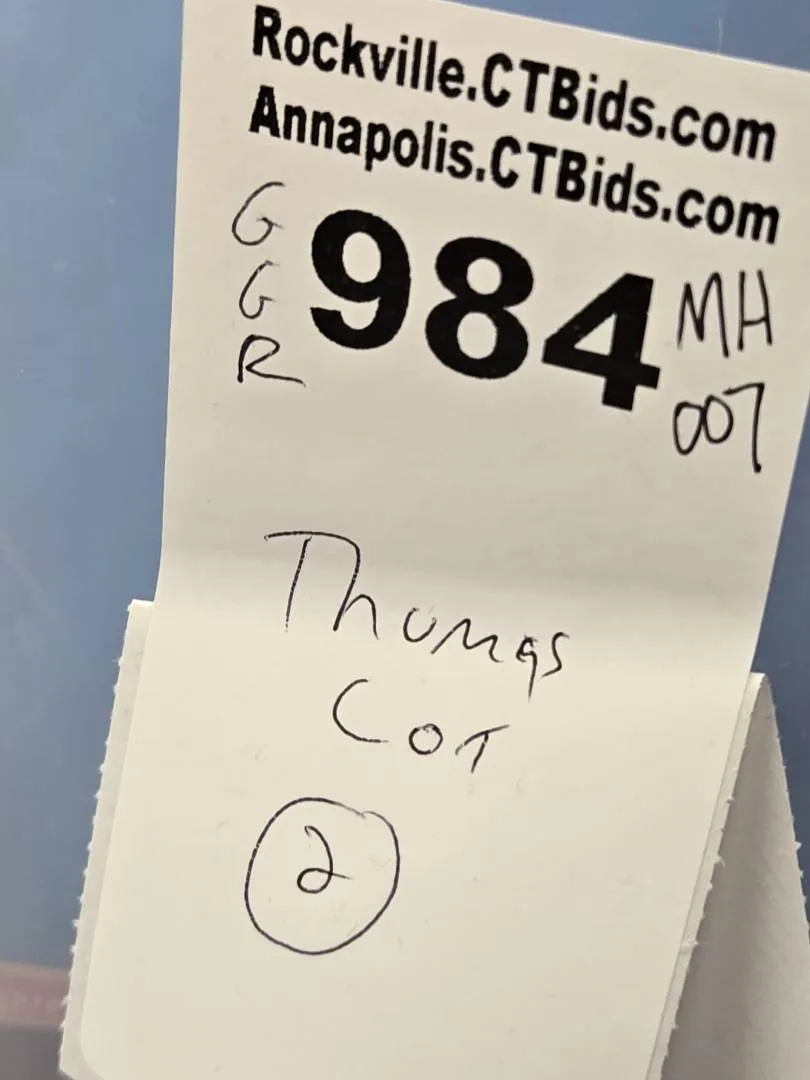 Rockville.CTBids.com
Annapolis.CTBids.com
G
G
R
984
MH
007
Thomas
Cot
2